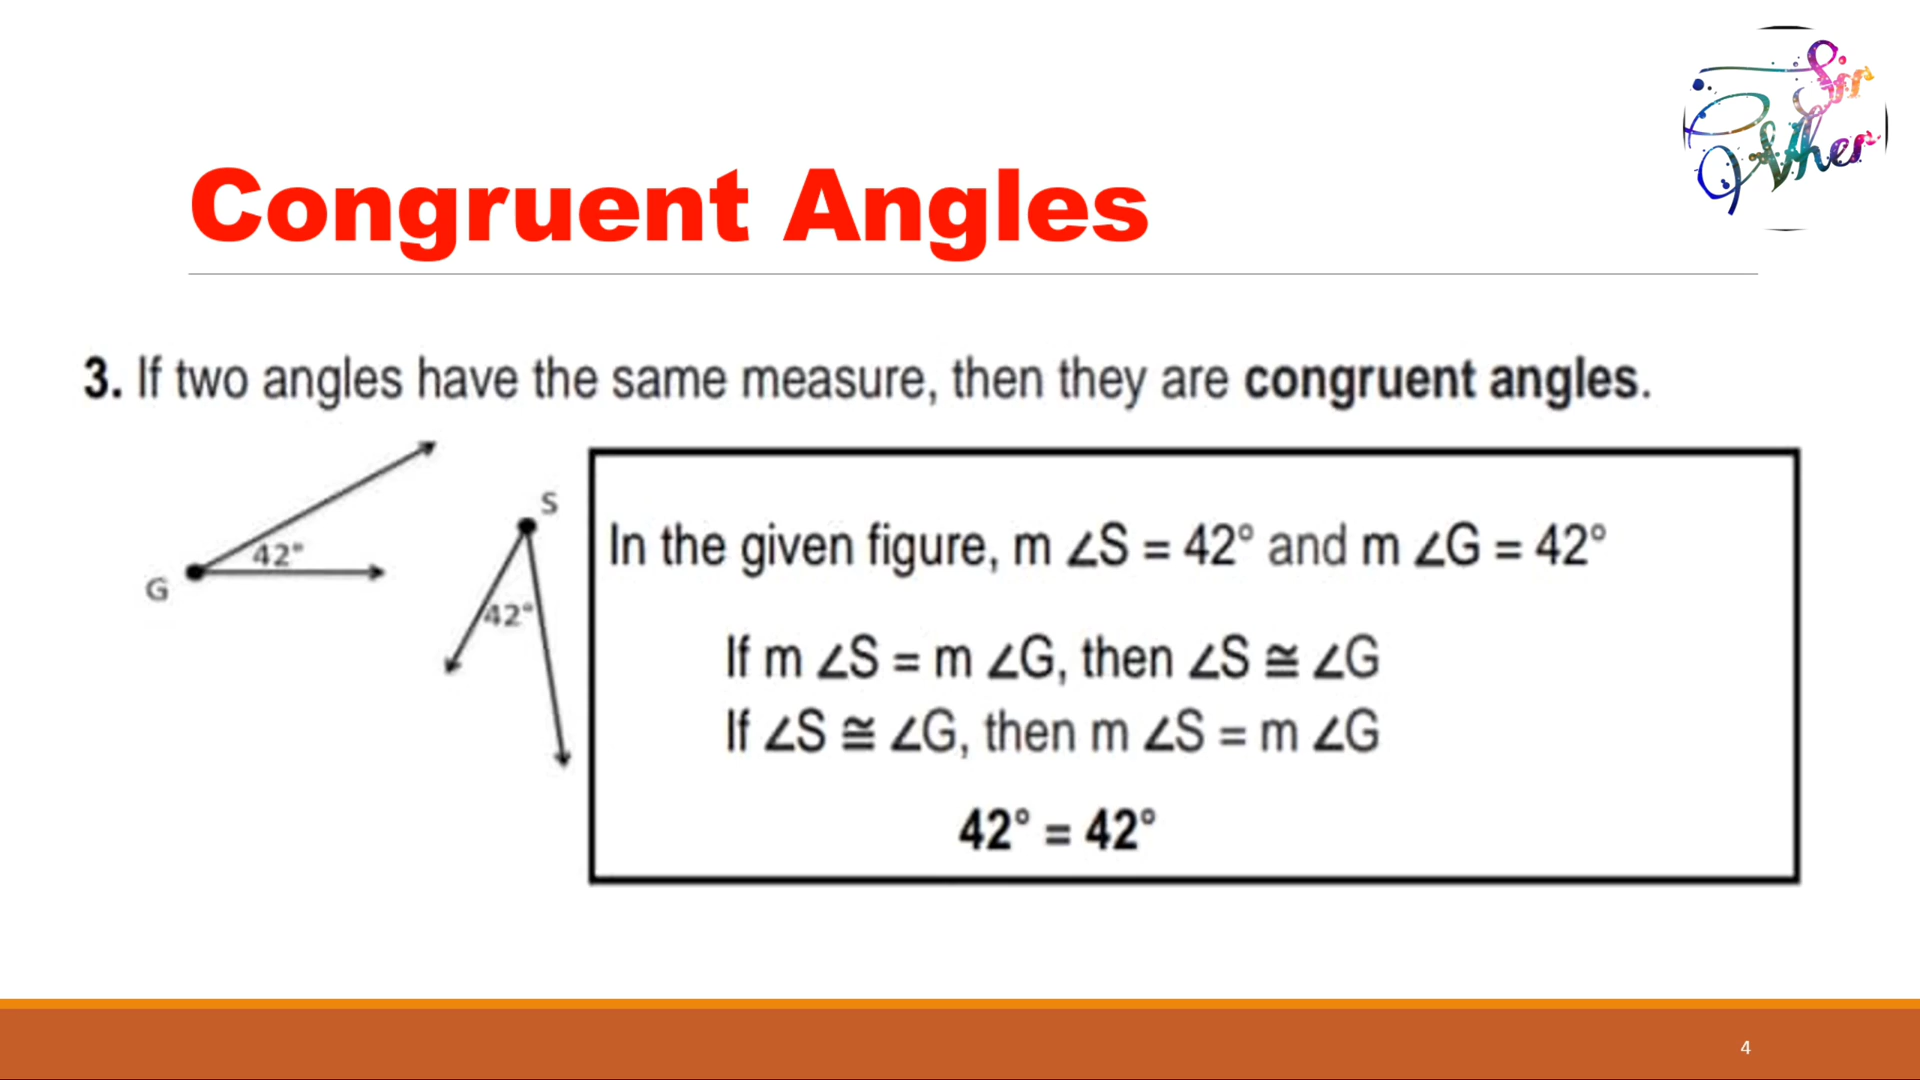 Sir
Congruent Angles
3. If two angles have the same measure, then they are congruent angles.
S
42°
G
42°
In the given figure, m ∠S = 42° and m ∠G = 42°
If m ∠S = m ∠G, then ∠S ≅ ∠G
If ∠S ≅ ∠G, then m ∠S = m ∠G
42° = 42°
4